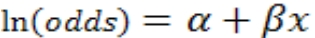 ln(odds) = α + βx